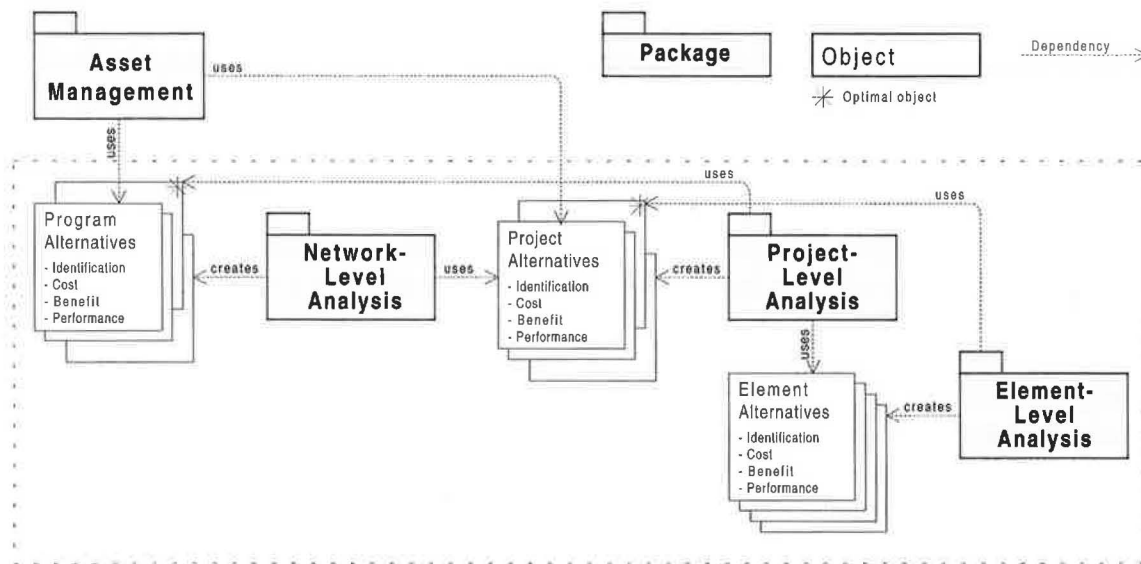 Asset
Management
uses
uses
Package
Object
Dependency
Optimal object
uses
uses
Program
Alternatives
- Identification
- Cost
- Benefit
- Performance
creates
Network-
Level
Analysis
uses
Project
Alternatives
- Identification
- Cost
- Benefit
- Performance
creates
Project-
Level
Analysis
uses
Element
Alternatives
- Identification
- Cost
- Benefit
- Performance
creates
Element-
Level
Analysis